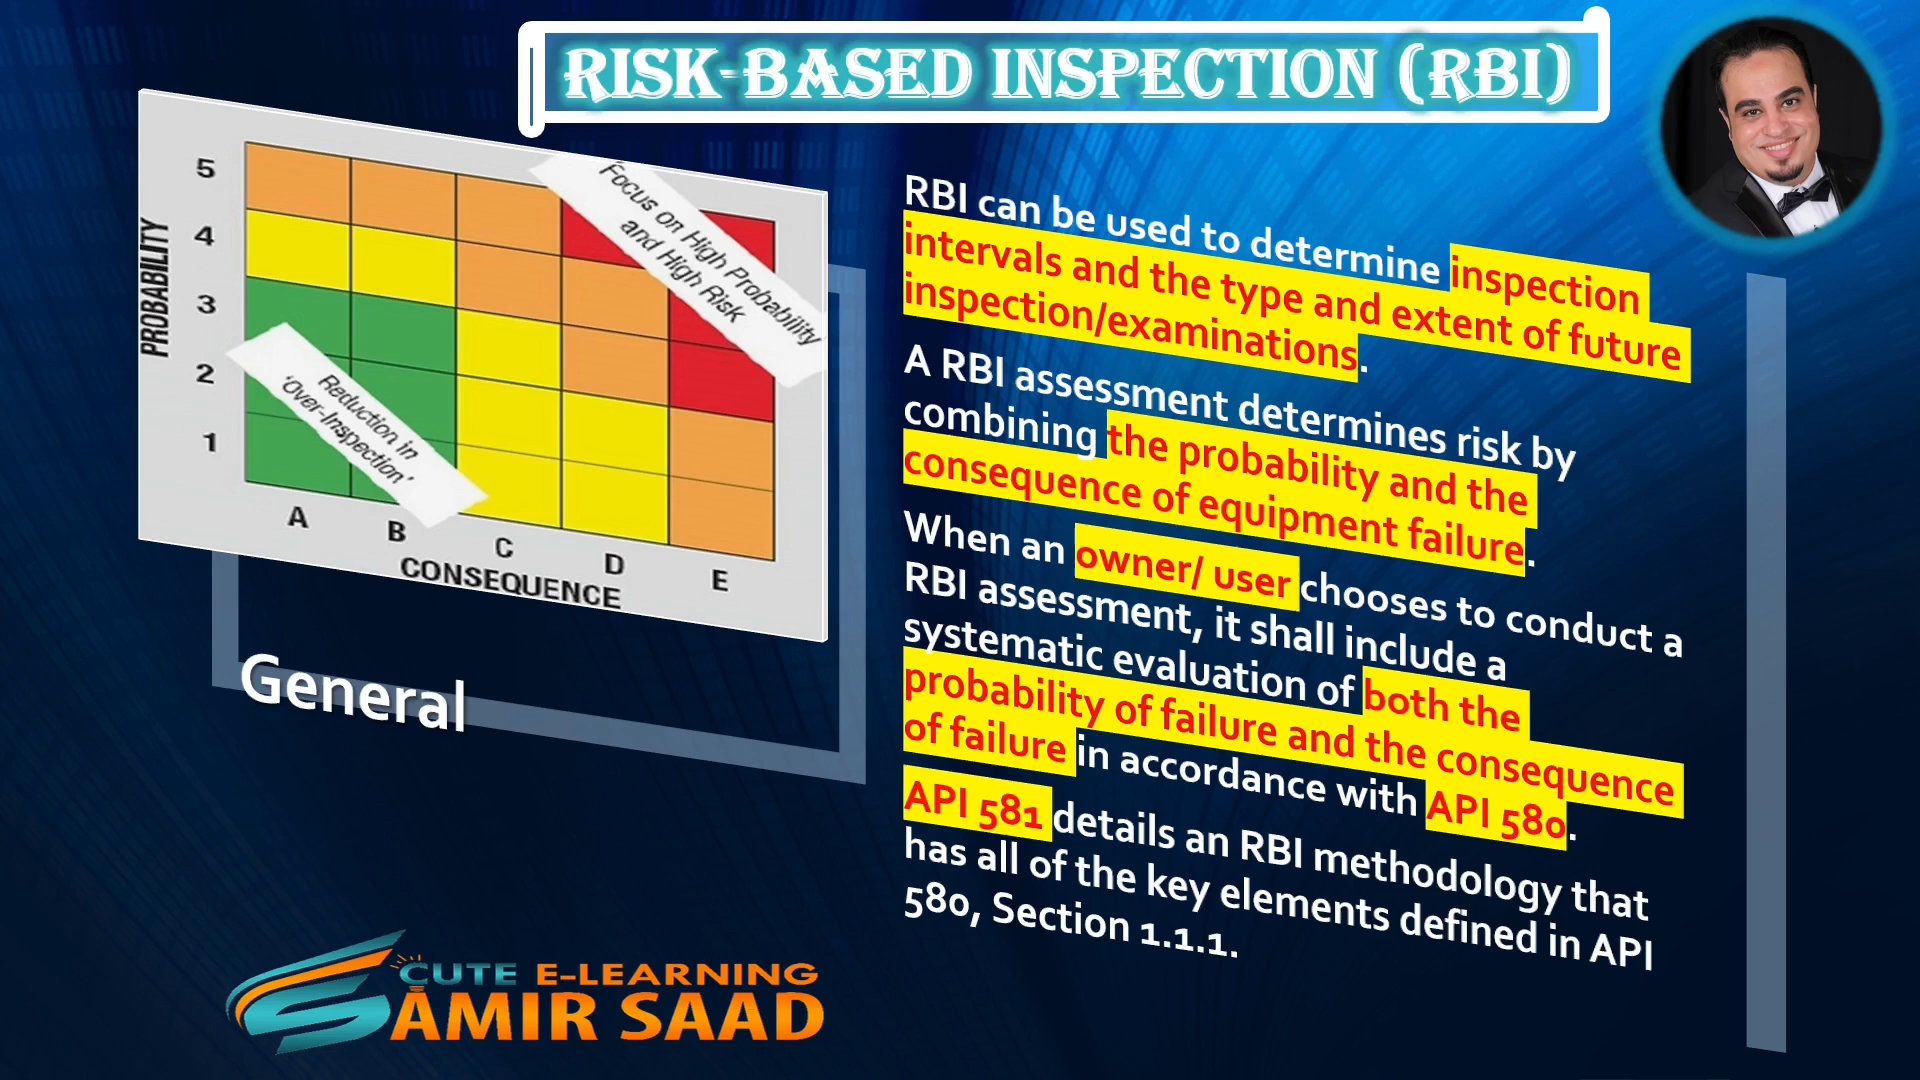 RISK-BASED INSPECTION (RBI)
PROBABILITY
5
4
3
2
1
'Focus on High Probability
and High Risk
Reduction in
'Over-Inspection'
A
B
C
D
E
CONSEQUENCE
General
RBI can be used to determine inspection
intervals and the type and extent of future
inspection/examinations.
A RBI assessment determines risk by
combining the probability and the
consequence of equipment failure.
When an owner/ user chooses to conduct a
RBI assessment, it shall include a
systematic evaluation of both the
probability of failure and the consequence
of failure in accordance with API 580.
API 581 details an RBI methodology that
has all of the key elements defined in API
580, Section 1.1.1.
CUTE E-LEARNING
AMIR SAAD